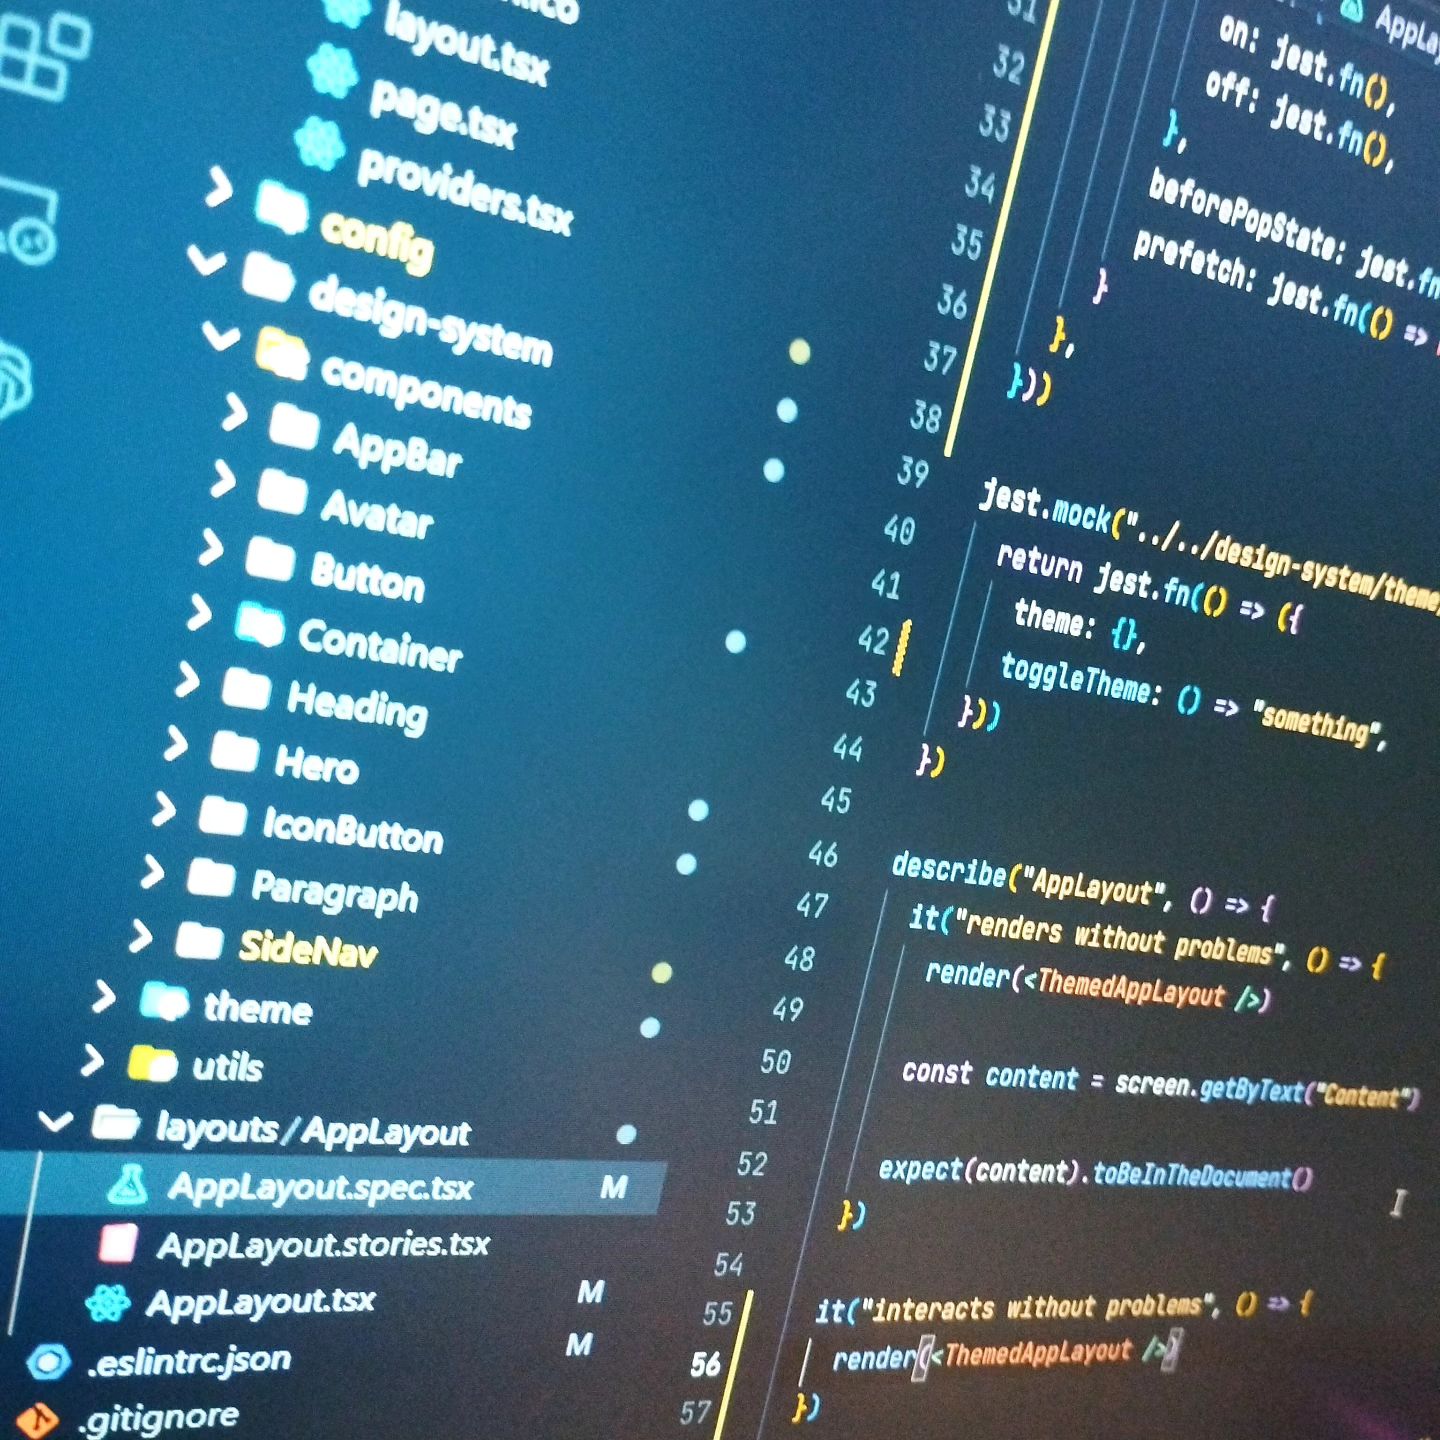 layout.tsx
page.tsx
providers.tsx
config
design-system
components
AppBar
Avatar
Button
Container
Heading
Hero
IconButton
Paragraph
SideNav
theme
utils
layouts/AppLayout
AppLayout.spec.tsx M
AppLayout.stories.tsx
AppLayout.tsx M
.eslintrc.json M
.gitignore
31
32
33
34
35
36
37
38
39
40
41
42
43
44
45
46
47
48
49
50
51
52
53
54
55
56
57
on: jest.fn(),
off: jest.fn(),
},
beforePopState: jest.fn
prefetch: jest.fn(() =>
}
},
}))
jest.mock("../../design-system/theme
return jest.fn(() => ({
theme: {},
toggleTheme: () => "something",
}))
})
describe("AppLayout", () => {
it("renders without problems", () => {
render(<ThemedAppLayout />)
const content = screen.getByText("Content")
expect(content).toBeInTheDocument()
})
it("interacts without problems", () => {
render(<ThemedAppLayout />)
})